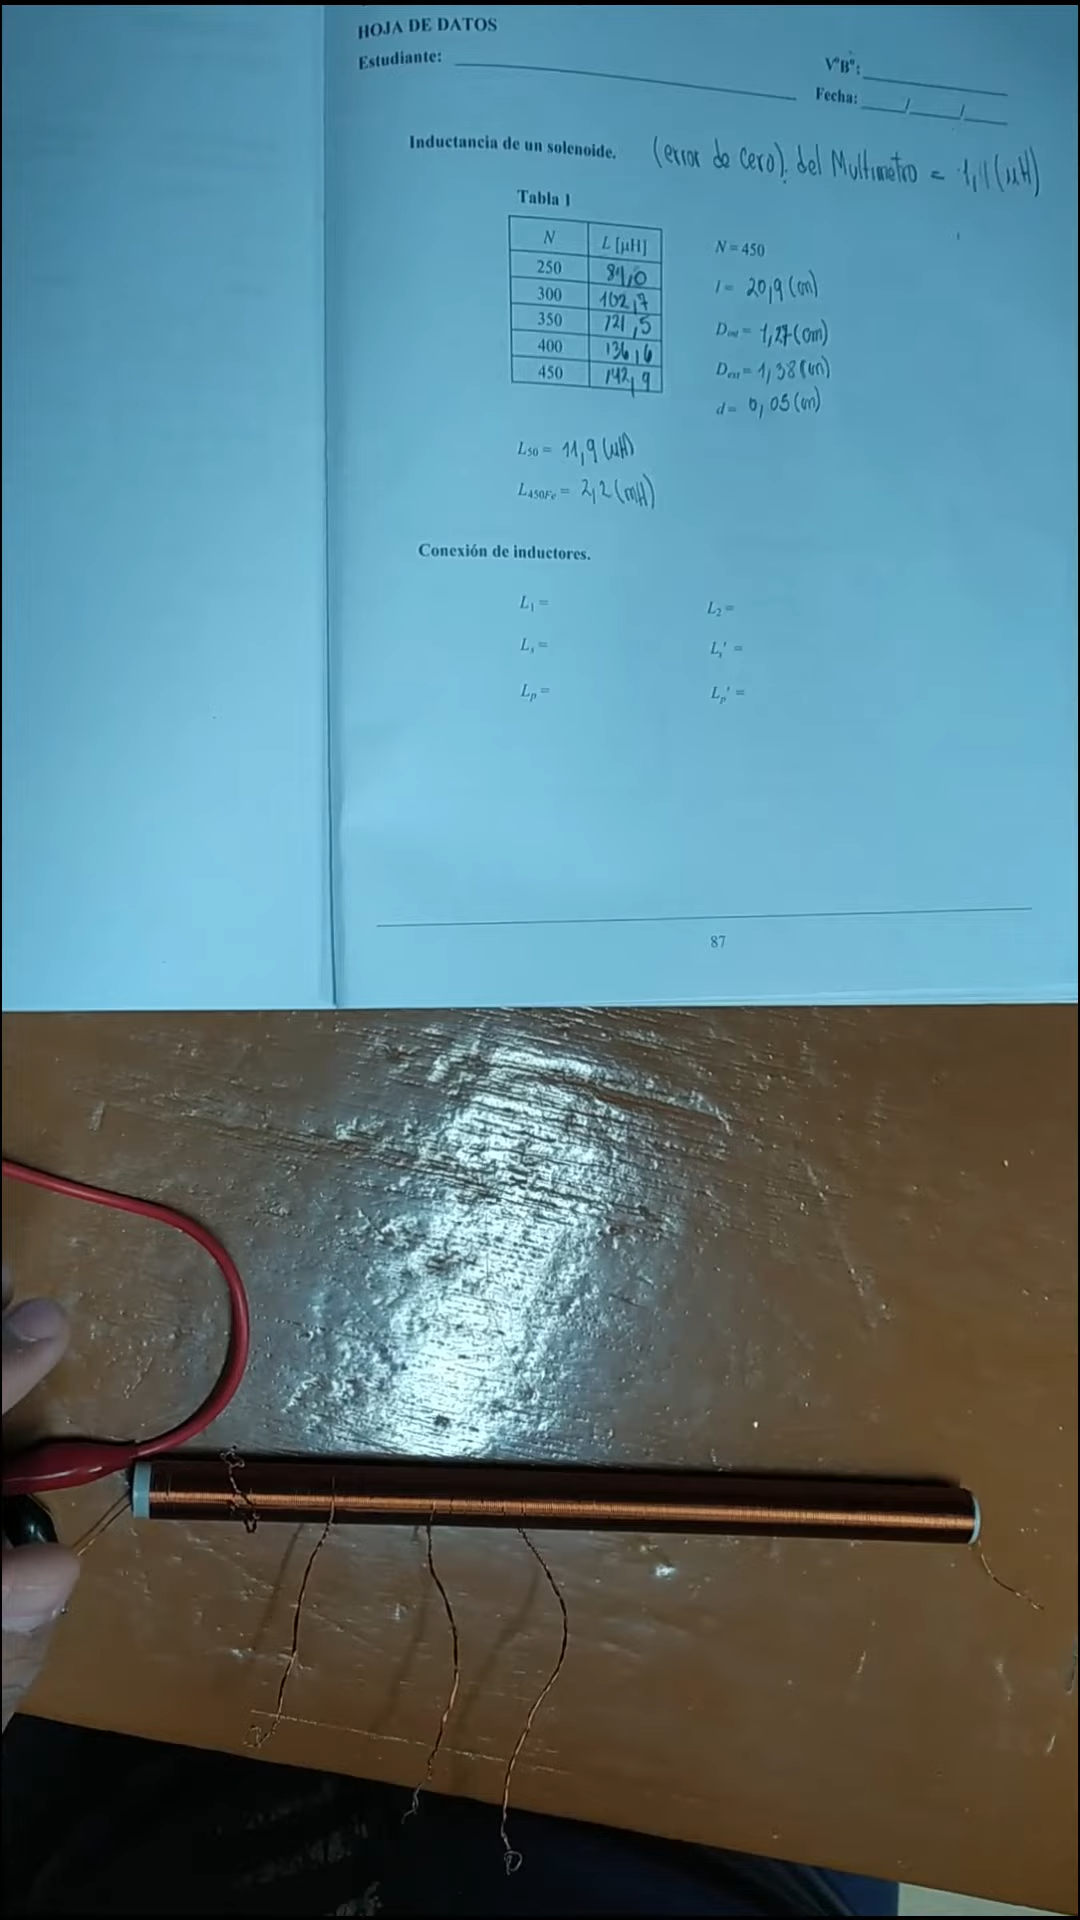 HOJA DE DATOS
Estudiante:
V°B°:
Fecha: / /
Inductancia de un solenoide. (error de cero). del Multimetro = 1,1 (µH)
Tabla 1
N L [µH]
250 84,0
300 102,7
350 121,5
400 136,6
450 142,9
N = 450
l = 20,9 (cm)
Dint = 1,27 (cm)
Dext = 1,38 (cm)
d = 0,05 (cm)
L50 = 11,9 (µH)
L450Fe = 2,2 (mH)
Conexión de inductores.
L1 = L2 =
Ls = Ls' =
Lp = Lp' =
87